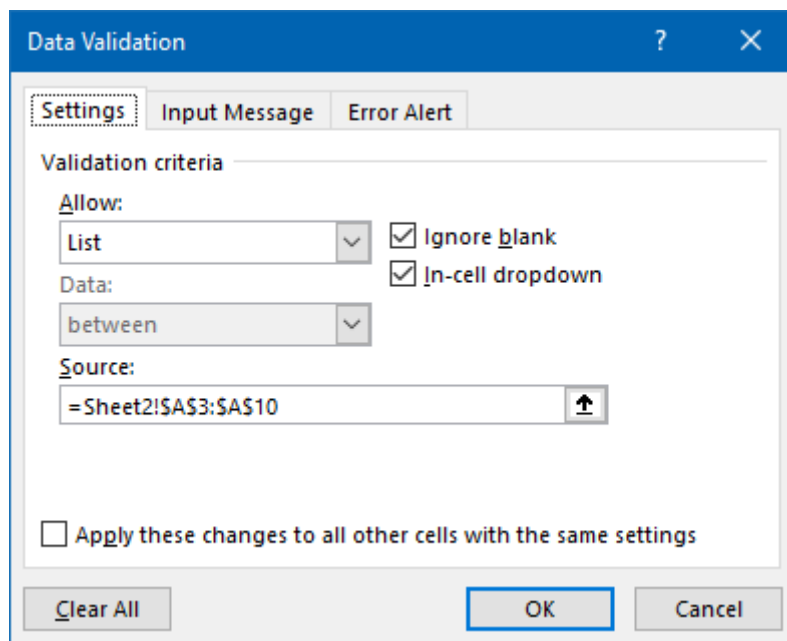 Data Validation ?
Settings Input Message Error Alert
Validation criteria
Allow:
List
Ignore blank
In-cell dropdown
Data:
between
Source:
=Sheet2!$A$3:$A$10
Apply these changes to all other cells with the same settings
Clear All OK Cancel